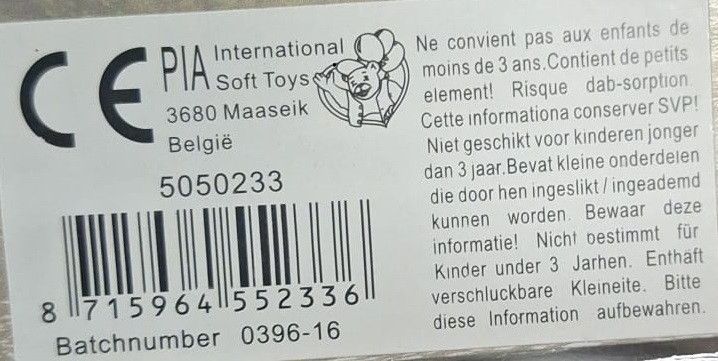 CE
PIA International
Soft Toys
3680 Maaseik
België
5050233
8 715964 552336
Batchnumber 0396-16
Ne convient pas aux enfants de
moins de 3 ans.Contient de petits
element! Risque dab-sorption.
Cette informationa conserver SVP!
Niet geschikt voor kinderen jonger
dan 3 jaar.Bevat kleine onderdelen
die door hen ingeslikt / ingeademd
kunnen worden. Bewaar deze
informatie! Nicht bestimmt für
Kinder under 3 Jarhen. Enthäft
verschluckbare Kleineite. Bitte
diese Information aufbewahren.